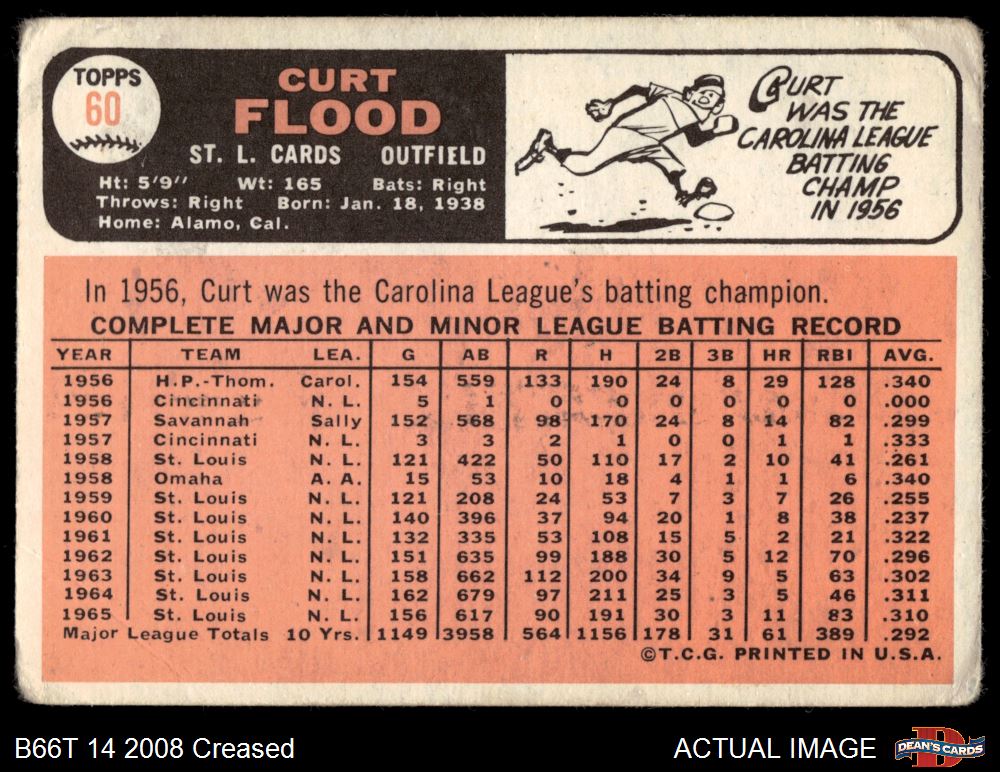 TOPPS
60
CURT
FLOOD
ST. L. CARDS OUTFIELD
Ht: 5'9" Wt: 165 Bats: Right
Throws: Right Born: Jan. 18, 1938
Home: Alamo, Cal.
CURT
WAS THE
CAROLINA LEAGUE
BATTING
CHAMP
IN 1956
In 1956, Curt was the Carolina League's batting champion.
COMPLETE MAJOR AND MINOR LEAGUE BATTING RECORD
YEAR TEAM LEA. G AB R H 2B 3B HR RBI AVG.
1956 H.P.-Thom. Carol. 154 559 133 190 24 8 29 128 .340
1956 Cincinnati N. L. 5 1 0 0 0 0 0 0 .000
1957 Savannah Sally 152 568 98 170 24 8 14 82 .299
1957 Cincinnati N. L. 3 3 2 1 0 0 1 1 .333
1958 St. Louis N. L. 121 422 50 110 17 2 10 41 .261
1958 Omaha A. A. 15 53 10 18 4 1 1 6 .340
1959 St. Louis N. L. 121 208 24 53 7 3 7 26 .255
1960 St. Louis N. L. 140 396 37 94 20 1 8 38 .237
1961 St. Louis N. L. 132 335 53 108 15 5 2 21 .322
1962 St. Louis N. L. 151 635 99 188 30 5 12 70 .296
1963 St. Louis N. L. 158 662 112 200 34 9 5 63 .302
1964 St. Louis N. L. 162 679 97 211 25 3 5 46 .311
1965 St. Louis N. L. 156 617 90 191 30 3 11 83 .310
Major League Totals 10 Yrs. 1149 3958 564 1156 178 31 61 389 .292
©T.C.G. PRINTED IN U.S.A.
B66T 14 2008 Creased
ACTUAL IMAGE
DEAN'S CARDS